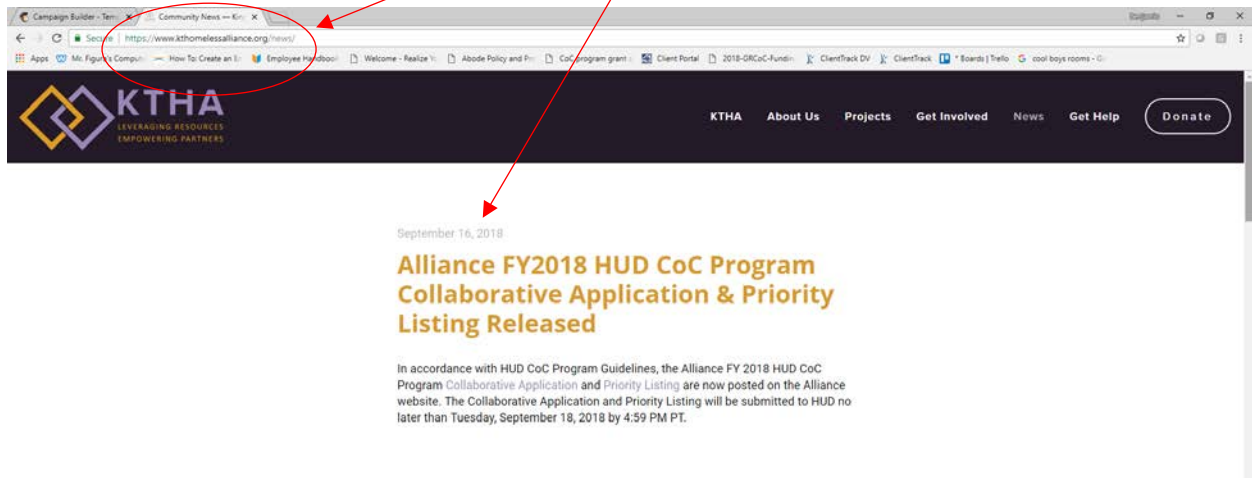 Campaign Builder - Tem
Community News — Kin
Secure | https://www.kthomelessalliance.org/news/
Apps
Mr. Figure's Comput
How To: Create an
Employee Handbook
Welcome - Realize
Abode Policy and Pr
CoC program grant
Client Portal
2018-GRCoC-Fundin
ClientTrack DV
ClientTrack
* Boards | Trello
cool boys rooms - G
KTHA
LEVERAGING RESOURCES
EMPOWERING PARTNERS
KTHA About Us Projects Get Involved News Get Help Donate
September 16, 2018
Alliance FY2018 HUD CoC Program
Collaborative Application & Priority
Listing Released
In accordance with HUD CoC Program Guidelines, the Alliance FY 2018 HUD CoC
Program Collaborative Application and Priority Listing are now posted on the Alliance
website. The Collaborative Application and Priority Listing will be submitted to HUD no
later than Tuesday, September 18, 2018 by 4:59 PM PT.